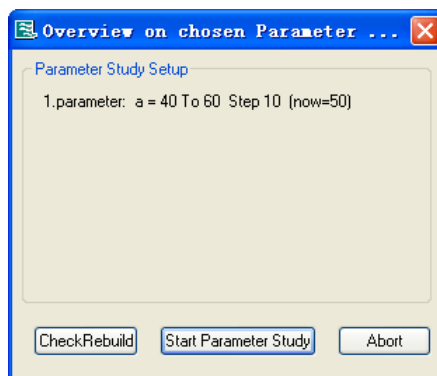 Overview on chosen Parameter ...
Parameter Study Setup
1.parameter: a = 40 To 60 Step 10 (now=50)
CheckRebuild Start Parameter Study Abort